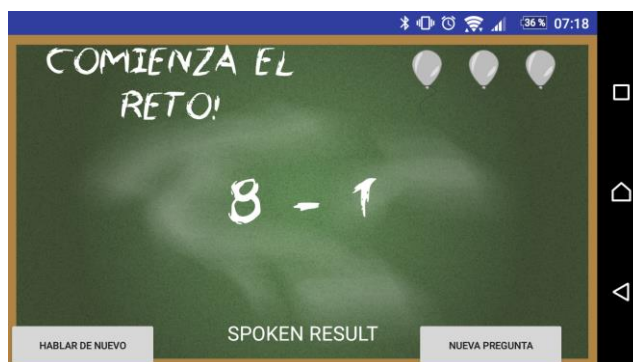 36% 07:18
COMIENZA EL
RETO!
8 - 1
SPOKEN RESULT
HABLAR DE NUEVO
NUEVA PREGUNTA